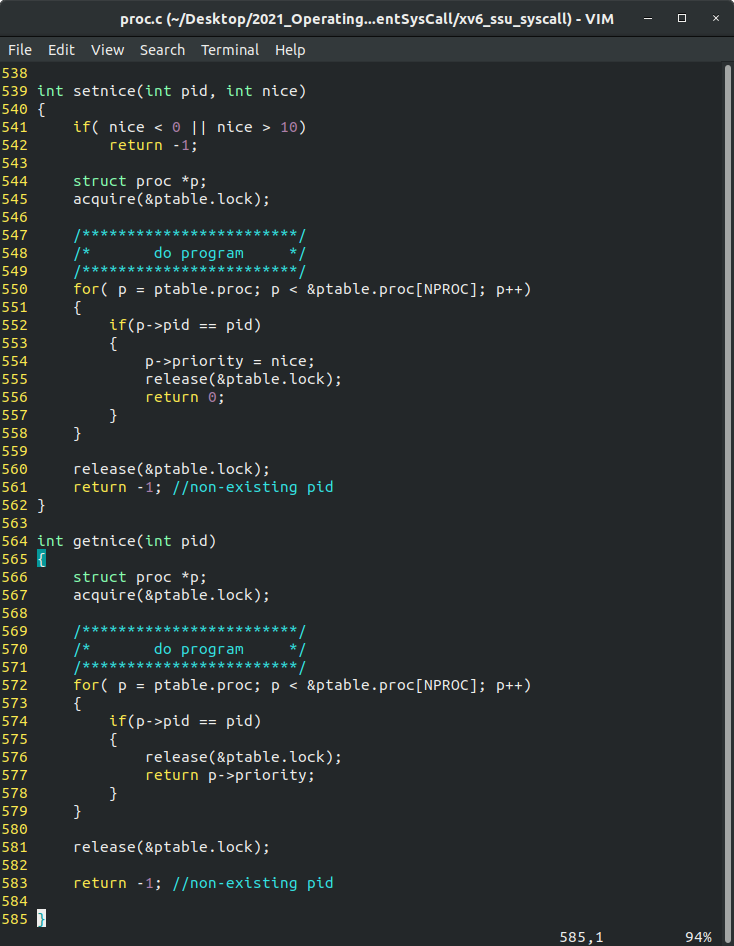 proc.c (~/Desktop/2021_Operating...entSysCall/xv6_ssu_syscall) - VIM
File Edit View Search Terminal Help
538
539 int setnice(int pid, int nice)
540 {
541     if( nice < 0 || nice > 10)
542         return -1;
543
544     struct proc *p;
545     acquire(&ptable.lock);
546
547     /************************/
548     /*       do program     */
549     /************************/
550     for( p = ptable.proc; p < &ptable.proc[NPROC]; p++)
551     {
552         if(p->pid == pid)
553         {
554             p->priority = nice;
555             release(&ptable.lock);
556             return 0;
557         }
558     }
559
560     release(&ptable.lock);
561     return -1; //non-existing pid
562 }
563
564 int getnice(int pid)
565 {
566     struct proc *p;
567     acquire(&ptable.lock);
568
569     /************************/
570     /*       do program     */
571     /************************/
572     for( p = ptable.proc; p < &ptable.proc[NPROC]; p++)
573     {
574         if(p->pid == pid)
575         {
576             release(&ptable.lock);
577             return p->priority;
578         }
579     }
580
581     release(&ptable.lock);
582
583     return -1; //non-existing pid
584
585 }
585,1 94%